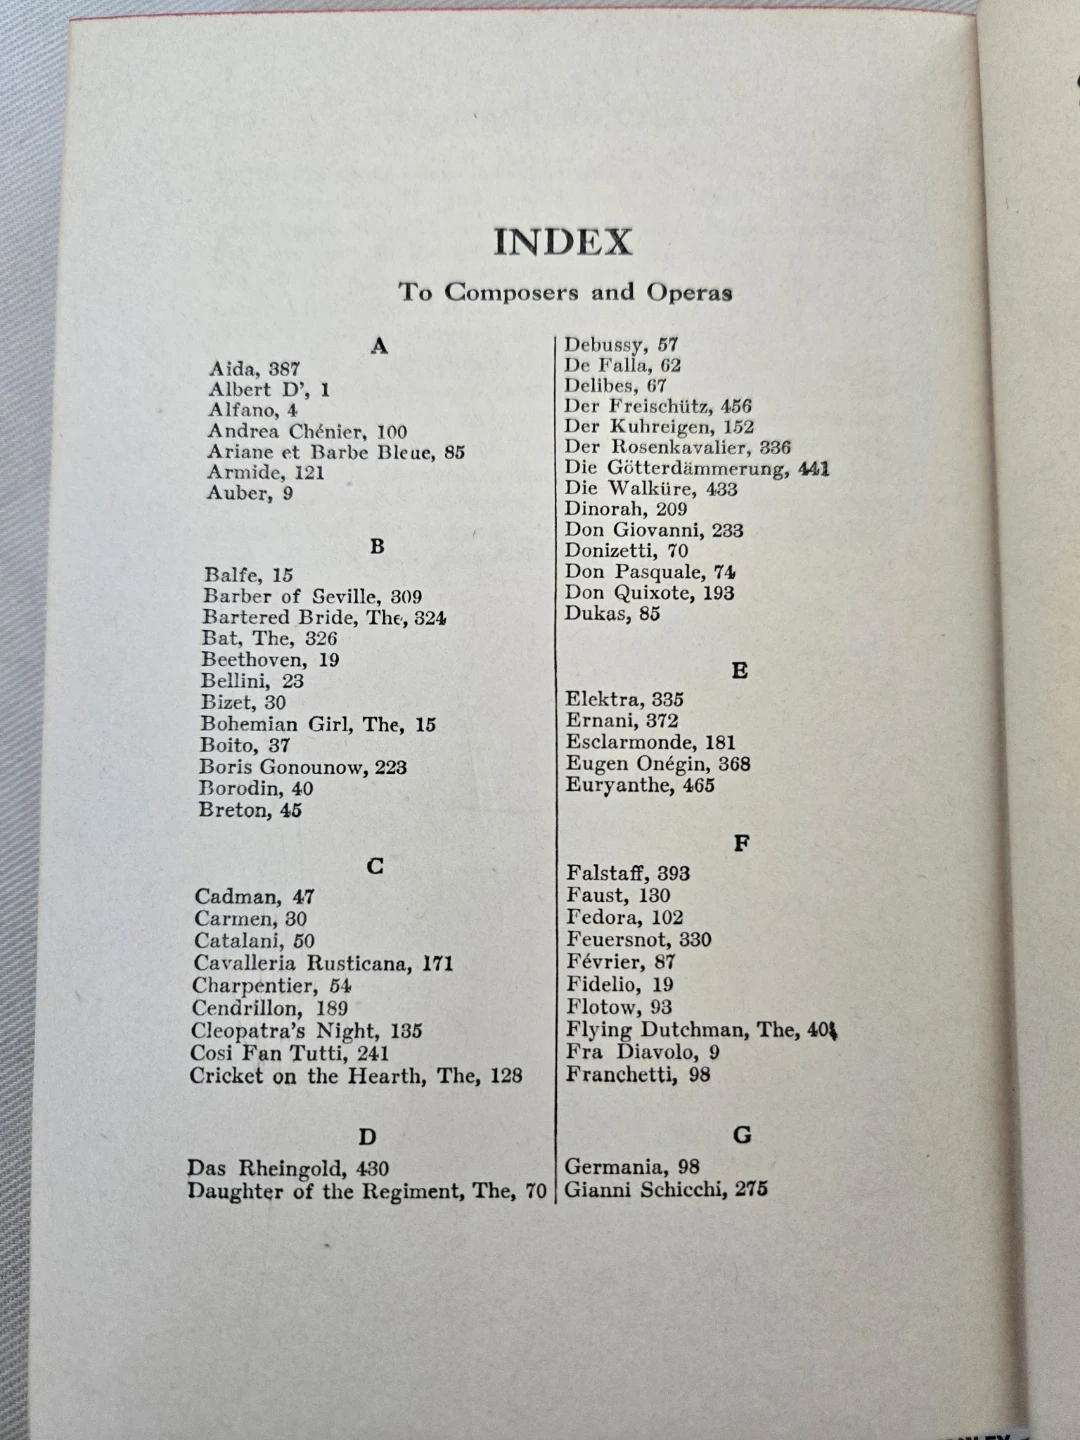 INDEX
To Composers and Operas
A
Aida, 387
Albert D', 1
Alfano, 4
Andrea Chénier, 100
Ariane et Barbe Bleue, 85
Armide, 121
Auber, 9
B
Balfe, 15
Barber of Seville, 309
Bartered Bride, The, 324
Bat, The, 326
Beethoven, 19
Bellini, 23
Bizet, 30
Bohemian Girl, The, 15
Boito, 37
Boris Gonounow, 223
Borodin, 40
Breton, 45
C
Cadman, 47
Carmen, 30
Catalani, 50
Cavalleria Rusticana, 171
Charpentier, 54
Cendrillon, 189
Cleopatra's Night, 135
Cosi Fan Tutti, 241
Cricket on the Hearth, The, 128
D
Das Rheingold, 430
Daughter of the Regiment, The, 70
Debussy, 57
De Falla, 62
Delibes, 67
Der Freischütz, 456
Der Kuhreigen, 152
Der Rosenkavalier, 336
Die Götterdämmerung, 441
Die Walküre, 433
Dinorah, 209
Don Giovanni, 233
Donizetti, 70
Don Pasquale, 74
Don Quixote, 193
Dukas, 85
E
Elektra, 335
Ernani, 372
Esclarmonde, 181
Eugen Onégin, 368
Euryanthe, 465
F
Falstaff, 393
Faust, 130
Fedora, 102
Feuersnot, 330
Février, 87
Fidelio, 19
Flotow, 93
Flying Dutchman, The,
Fra Diavolo, 9
Franchetti, 98
G
Germania, 98
Gianni Schicchi, 275